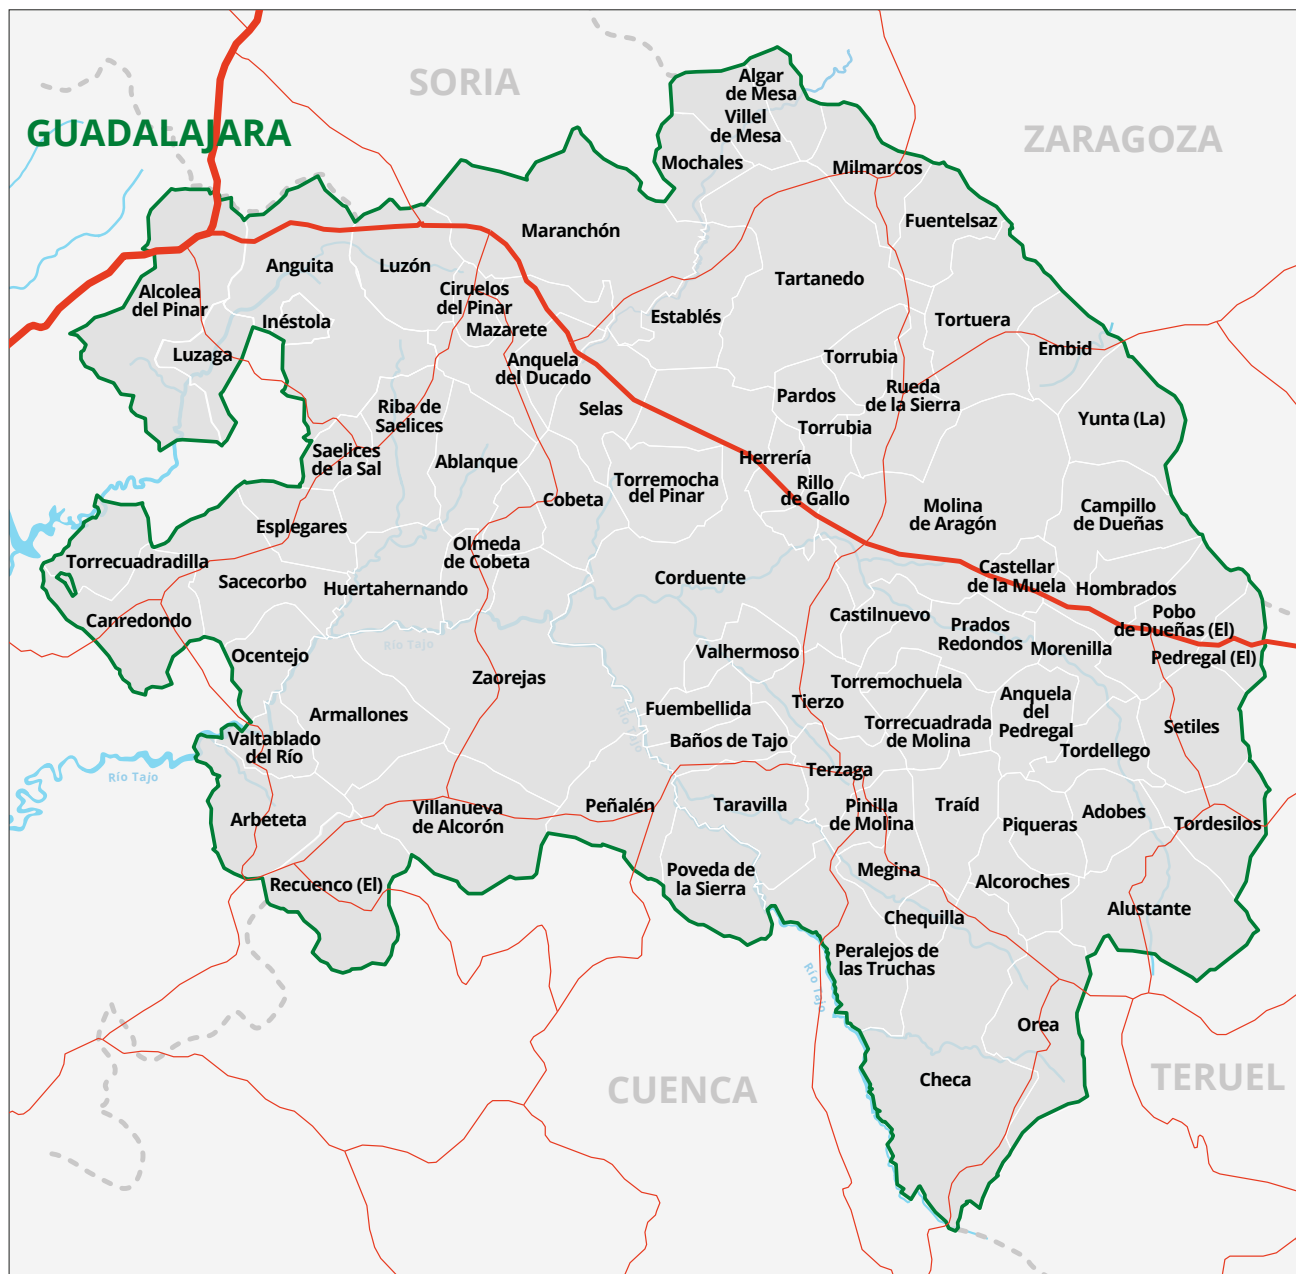 Algar
de Mesa
SORIA
Villel
de Mesa
GUADALAJARA
ZARAGOZA
Mochales
Milmarcos
Fuentelsaz
Maranchón
Anguita
Luzón
Tartanedo
Ciruelos
del Pinar
Alcolea
del Pinar
Establés
Inéstola
Mazarete
Tortuera
Luzaga
Embid
Torrubia
Anquela
del Ducado
Rueda
de la Sierra
Pardos
Selas
Riba de
Saelices
Yunta (La)
Torrubia
Saelices
de la Sal
Herrería
Ablanque
Torremocha
del Pinar
Rillo
de Gallo
Cobeta
Molina
de Aragón
Campillo
de Dueñas
Esplegares
Olmeda
de Cobeta
Torrecuadradilla
Castellar
de la Muela
Sacecorbo
Corduente
Huertahernando
Hombrados
Canredondo
Castilnuevo
Pobo
de Dueñas (El)
Prados
Redondos
Río Tajo
Morenilla
Ocentejo
Valhermoso
Pedregal (El)
Zaorejas
Torremochuela
Anquela
del
Pedregal
Tierzo
Fuembellida
Armallones
Río Tajo
Torrecuadrada
de Molina
Setiles
Valtablado
del Río
Baños de Tajo
Tordellego
Terzaga
Río Tajo
Villanueva
de Alcorón
Peñalén
Taravilla
Pinilla
de Molina
Traíd
Adobes
Arbeteta
Piqueras
Tordesilos
Poveda de
la Sierra
Megina
Recuenco (El)
Alcoroches
Alustante
Chequilla
Peralejos de
las Truchas
Río Tajo
Orea
Checa
CUENCA
TERUEL